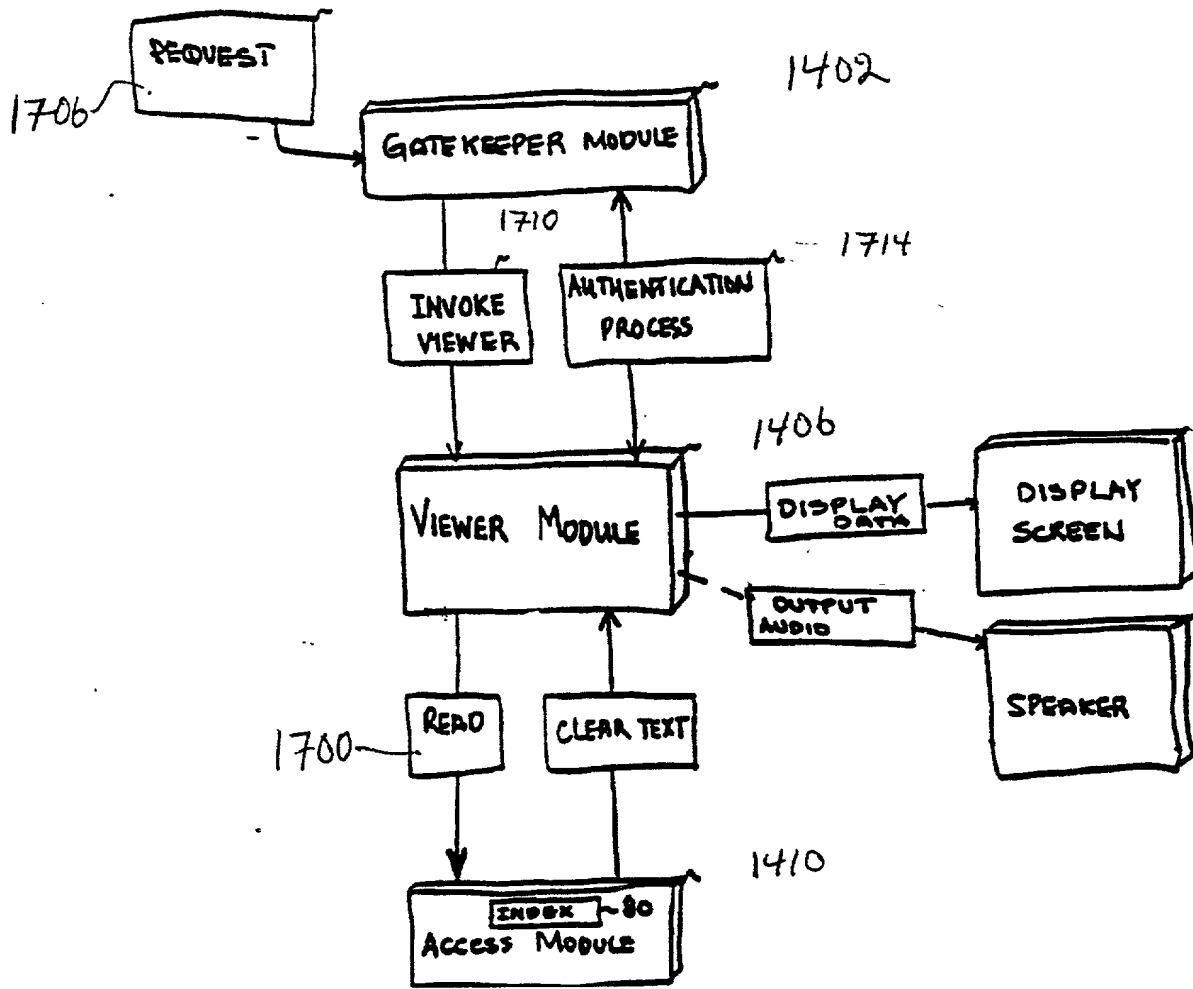 REQUEST
1706
1402
GATEKEEPER MODULE
1710
1714
INVOKE
VIEWER
AUTHENTICATION
PROCESS
1406
VIEWER MODULE
DISPLAY
DATA
DISPLAY
SCREEN
OUTPUT
AUDIO
SPEAKER
READ
1700
CLEAR TEXT
1410
INDEX 80
ACCESS MODULE